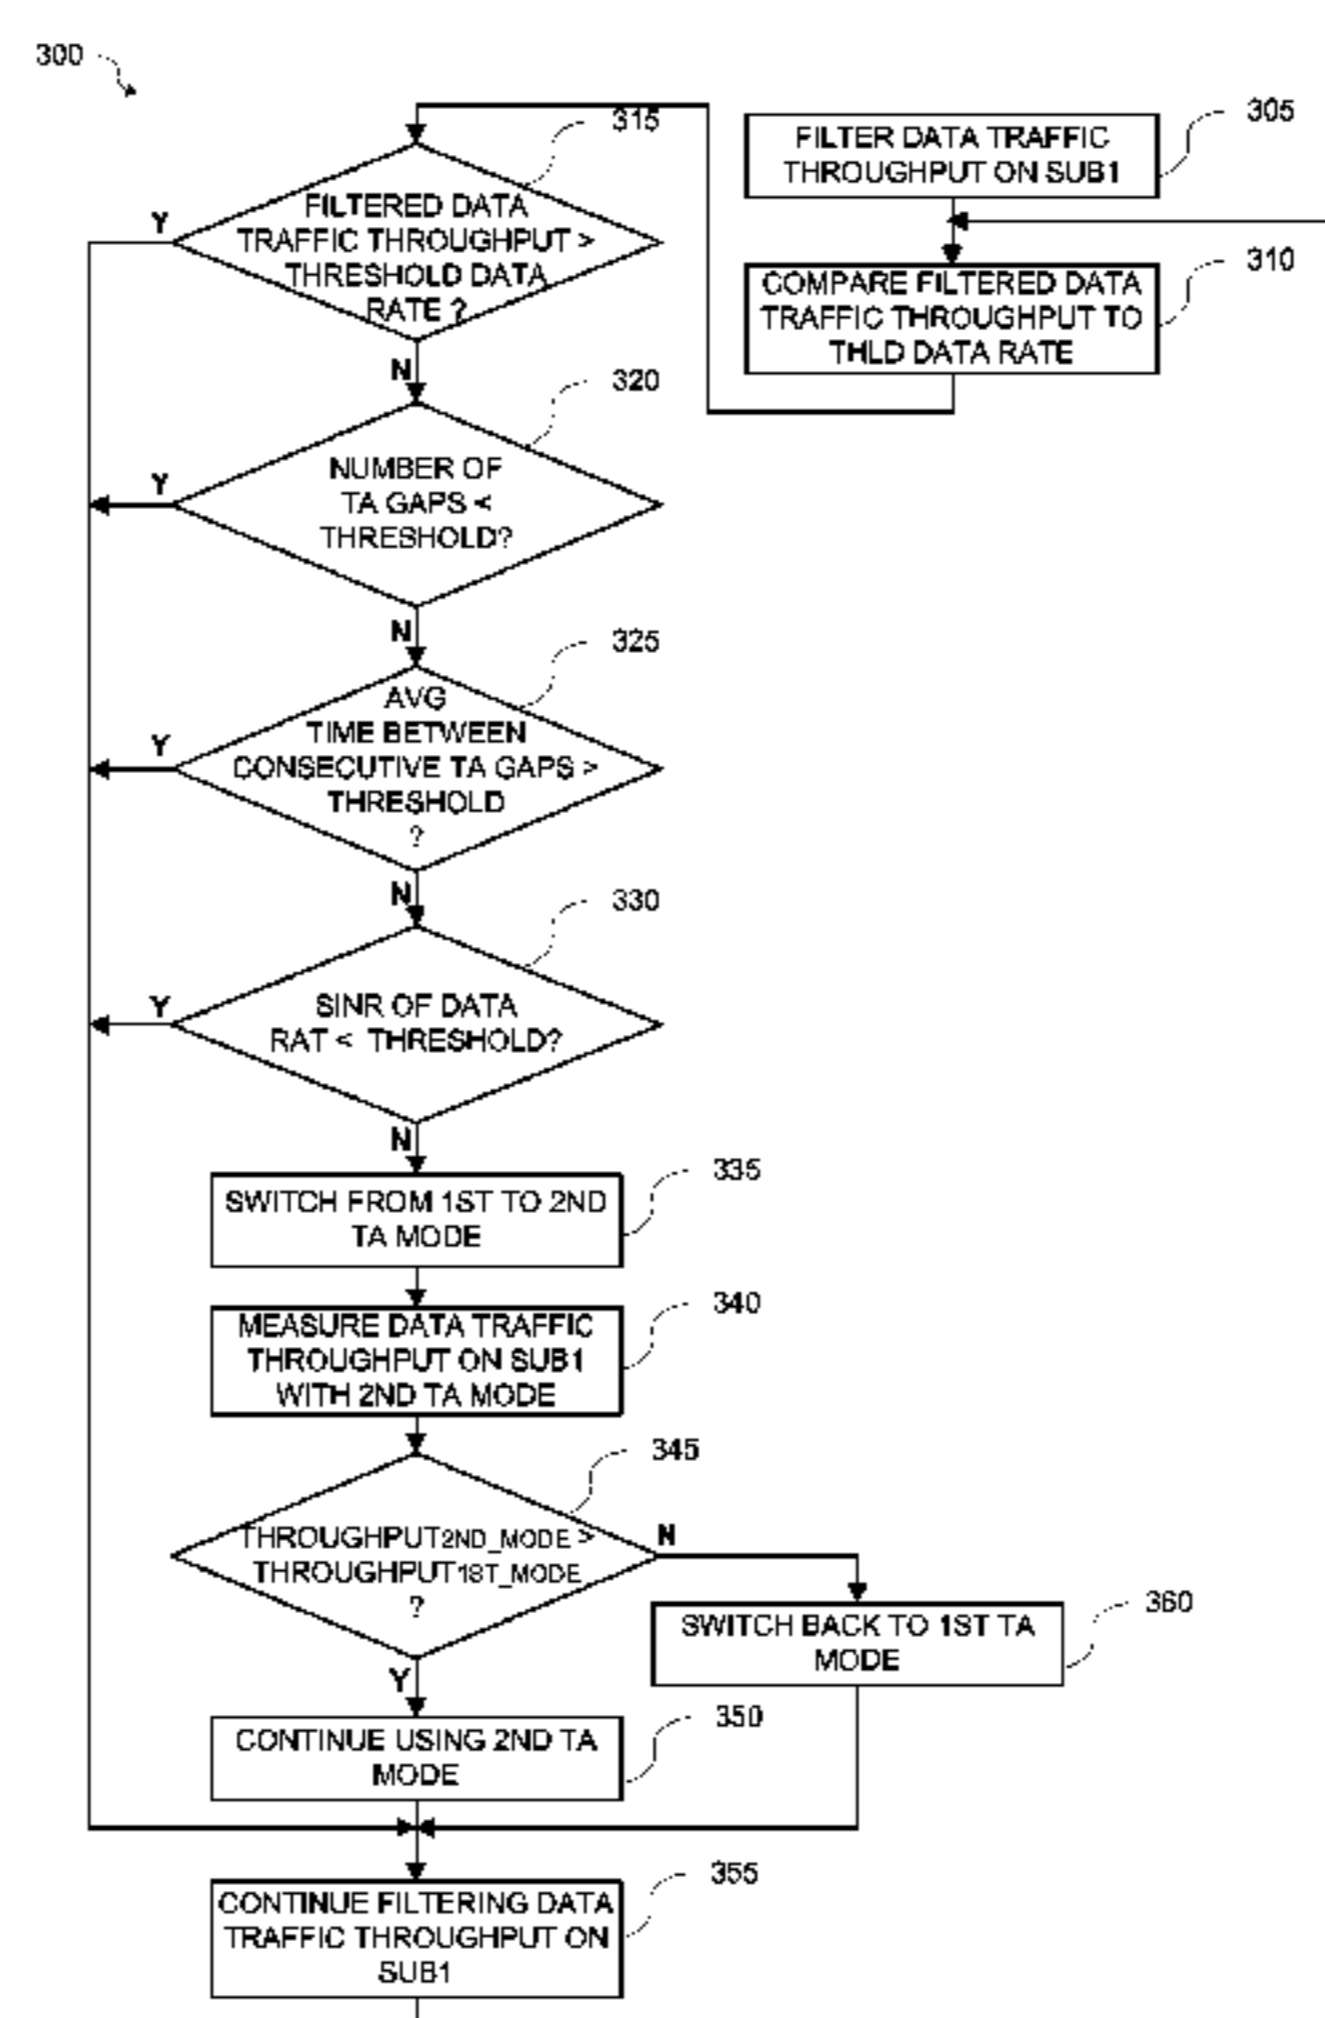 300
305
FILTER DATA TRAFFIC
THROUGHPUT ON SUB1
310
COMPARE FILTERED DATA
TRAFFIC THROUGHPUT TO
THLD DATA RATE
315
FILTERED DATA
TRAFFIC THROUGHPUT >
THRESHOLD DATA
RATE ?
Y
N
320
NUMBER OF
TA GAPS <
THRESHOLD?
Y
N
325
AVG
TIME BETWEEN
CONSECUTIVE TA GAPS >
THRESHOLD
?
Y
N
330
SINR OF DATA
RAT < THRESHOLD?
Y
N
335
SWITCH FROM 1ST TO 2ND
TA MODE
340
MEASURE DATA TRAFFIC
THROUGHPUT ON SUB1
WITH 2ND TA MODE
345
THROUGHPUT2ND_MODE >
THROUGHPUT1ST_MODE
?
N
Y
360
SWITCH BACK TO 1ST TA
MODE
350
CONTINUE USING 2ND TA
MODE
355
CONTINUE FILTERING DATA
TRAFFIC THROUGHPUT ON
SUB1